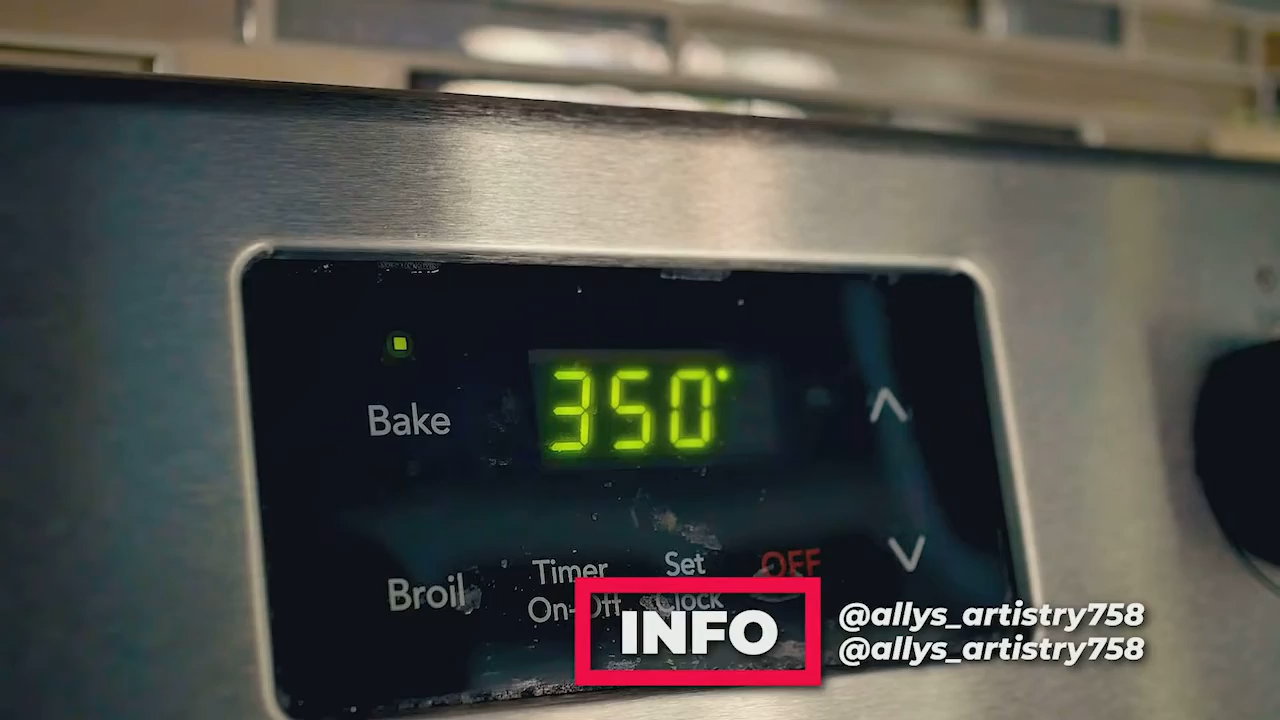 350°
Bake
Broil
Timer
On-Off
Set
Clock
OFF
INFO
@allys_artistry758
@allys_artistry758